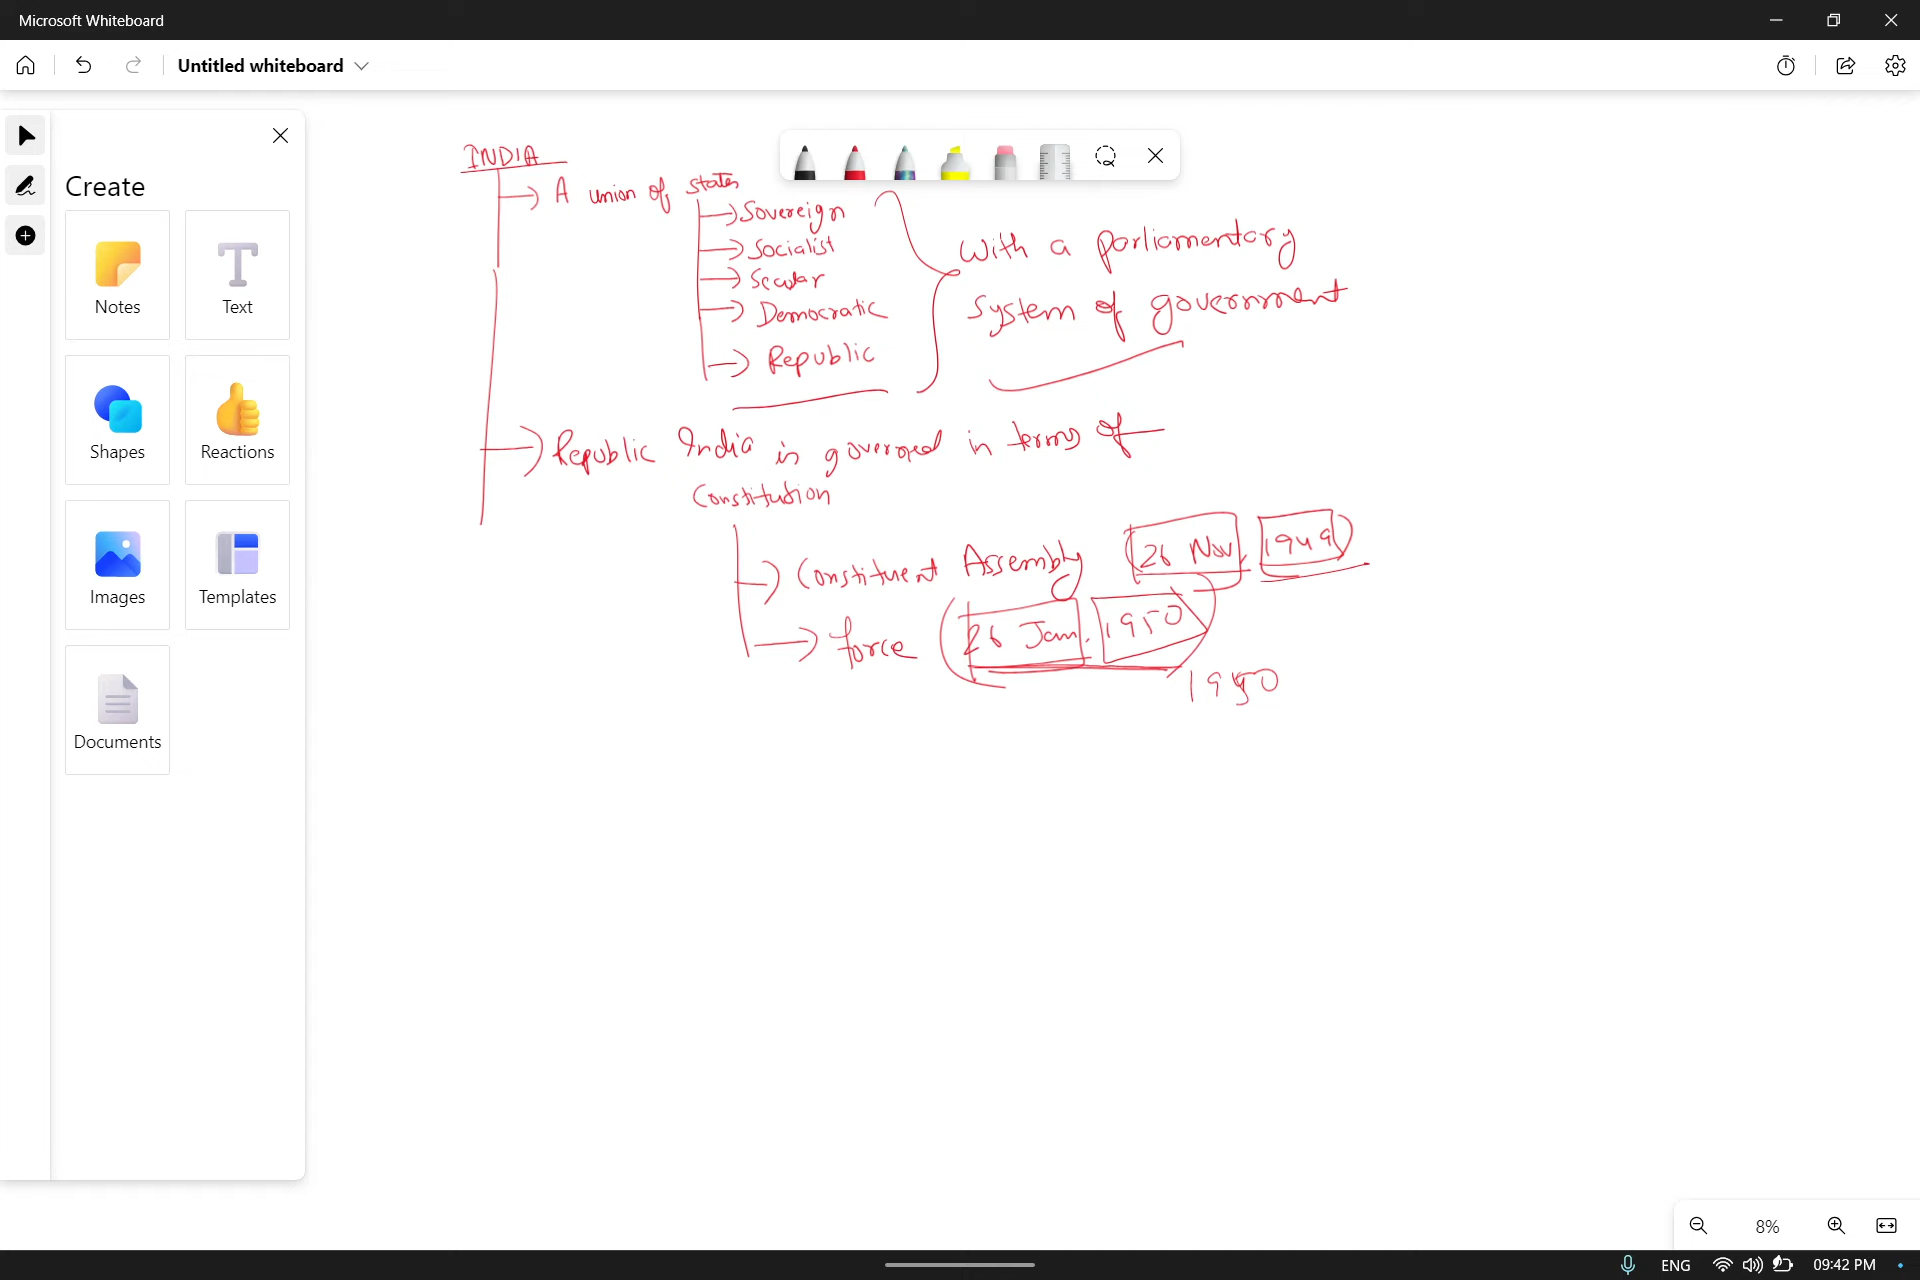 Microsoft Whiteboard
Untitled whiteboard
Create
Notes
Text
Shapes
Reactions
Images
Templates
Documents
INDIA
A union of states
Sovereign
Socialist
Secular
Democratic
Republic
With a parliamentary
system of government
Republic India is governed in terms of
Constitution
Constituent Assembly (26 Nov, 1949)
force (26 Jan, 1950)
1950
8%
ENG
09:42 PM